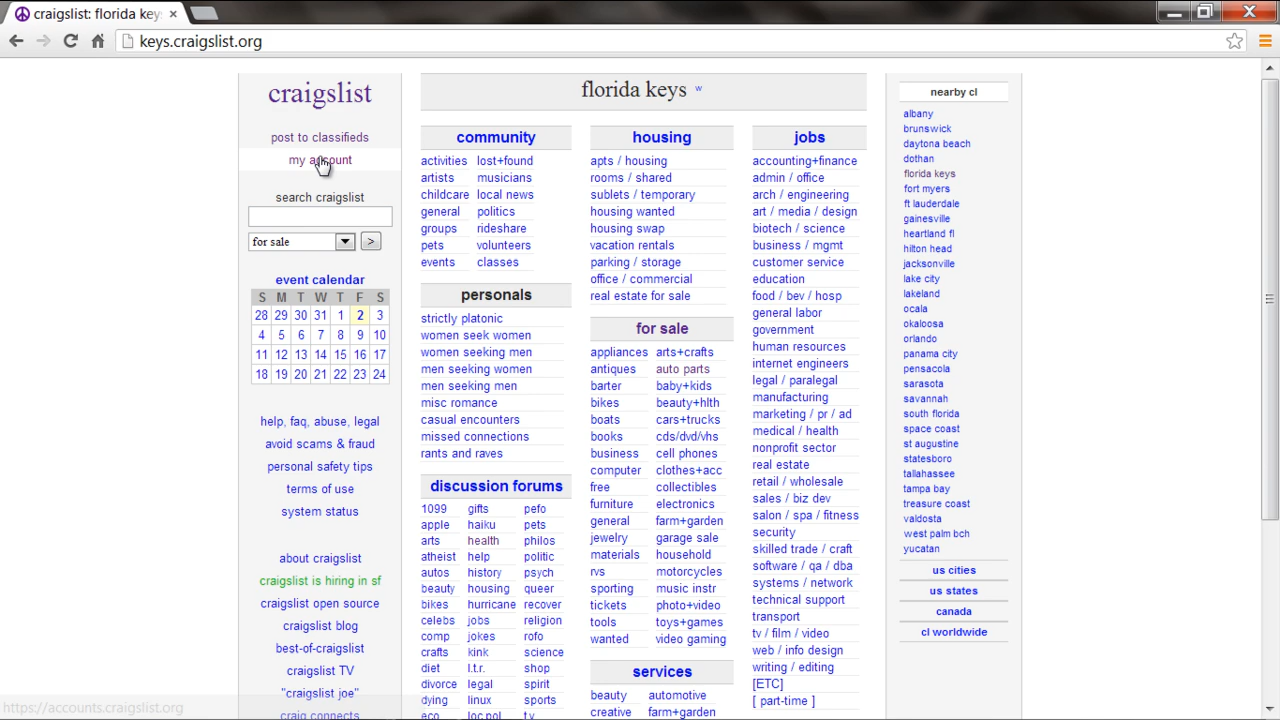 craigslist: florida key
keys.craigslist.org
craigslist
post to classifieds
my account
search craigslist
for sale
>
event calendar
S M T W T F S
28 29 30 31 1 2 3
4 5 6 7 8 9 10
11 12 13 14 15 16 17
18 19 20 21 22 23 24
help, faq, abuse, legal
avoid scams & fraud
personal safety tips
terms of use
system status
about craigslist
craigslist is hiring in sf
craigslist open source
craigslist blog
best-of-craigslist
craigslist TV
"craigslist joe"
craig connects
https://accounts.craigslist.org
florida keys w
community
activities lost+found
artists musicians
childcare local news
general politics
groups rideshare
pets volunteers
events classes
personals
strictly platonic
women seek women
women seeking men
men seeking women
men seeking men
misc romance
casual encounters
missed connections
rants and raves
discussion forums
1099 gifts pefo
apple haiku pets
arts health philos
atheist help politic
autos history psych
beauty housing queer
bikes hurricane recover
celebs jobs religion
comp jokes rofo
crafts kink science
diet l.t.r. shop
divorce legal spirit
dying linux sports
eco loc pol t.v.
housing
apts / housing
rooms / shared
sublets / temporary
housing wanted
housing swap
vacation rentals
parking / storage
office / commercial
real estate for sale
for sale
appliances arts+crafts
antiques auto parts
barter baby+kids
bikes beauty+hlth
boats cars+trucks
books cds/dvd/vhs
business cell phones
computer clothes+acc
free collectibles
furniture electronics
general farm+garden
jewelry garage sale
materials household
rvs motorcycles
sporting music instr
tickets photo+video
tools toys+games
wanted video gaming
services
beauty automotive
creative farm+garden
jobs
accounting+finance
admin / office
arch / engineering
art / media / design
biotech / science
business / mgmt
customer service
education
food / bev / hosp
general labor
government
human resources
internet engineers
legal / paralegal
manufacturing
marketing / pr / ad
medical / health
nonprofit sector
real estate
retail / wholesale
sales / biz dev
salon / spa / fitness
security
skilled trade / craft
software / qa / dba
systems / network
technical support
transport
tv / film / video
web / info design
writing / editing
[ETC]
[ part-time ]
nearby cl
albany
brunswick
daytona beach
dothan
florida keys
fort myers
ft lauderdale
gainesville
heartland fl
hilton head
jacksonville
lake city
lakeland
ocala
okaloosa
orlando
panama city
pensacola
sarasota
savannah
south florida
space coast
st augustine
statesboro
tallahassee
tampa bay
treasure coast
valdosta
west palm bch
yucatan
us cities
us states
canada
cl worldwide